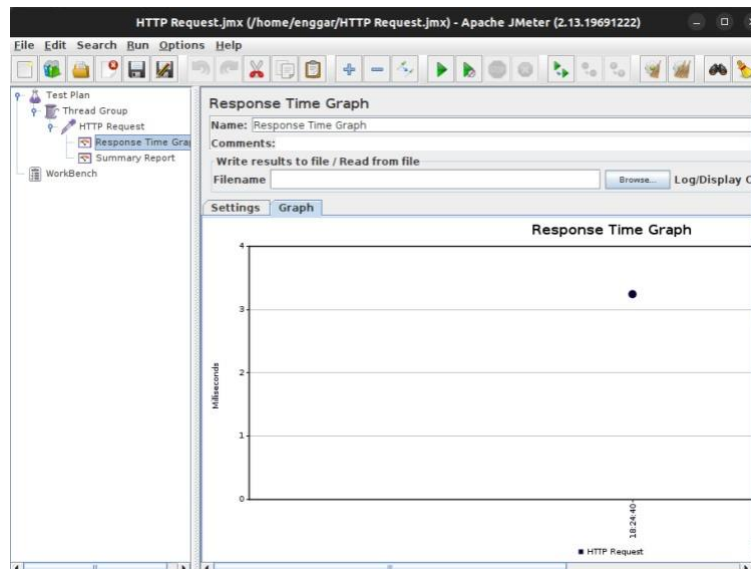 HTTP Request.jmx (/home/enggar/HTTP Request.jmx) - Apache JMeter (2.13.19691222)
File Edit Search Run Options Help
Test Plan
Thread Group
HTTP Request
Response Time Gra
Summary Report
WorkBench
Response Time Graph
Name: Response Time Graph
Comments:
Write results to file / Read from file
Filename Browse... Log/Display O
Settings Graph
Response Time Graph
4
3
2
1
0
Milliseconds
18:24:40
HTTP Request